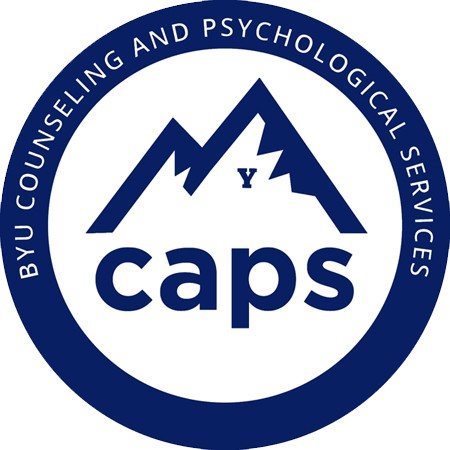 BYU COUNSELING AND PSYCHOLOGICAL SERVICES
Y
caps